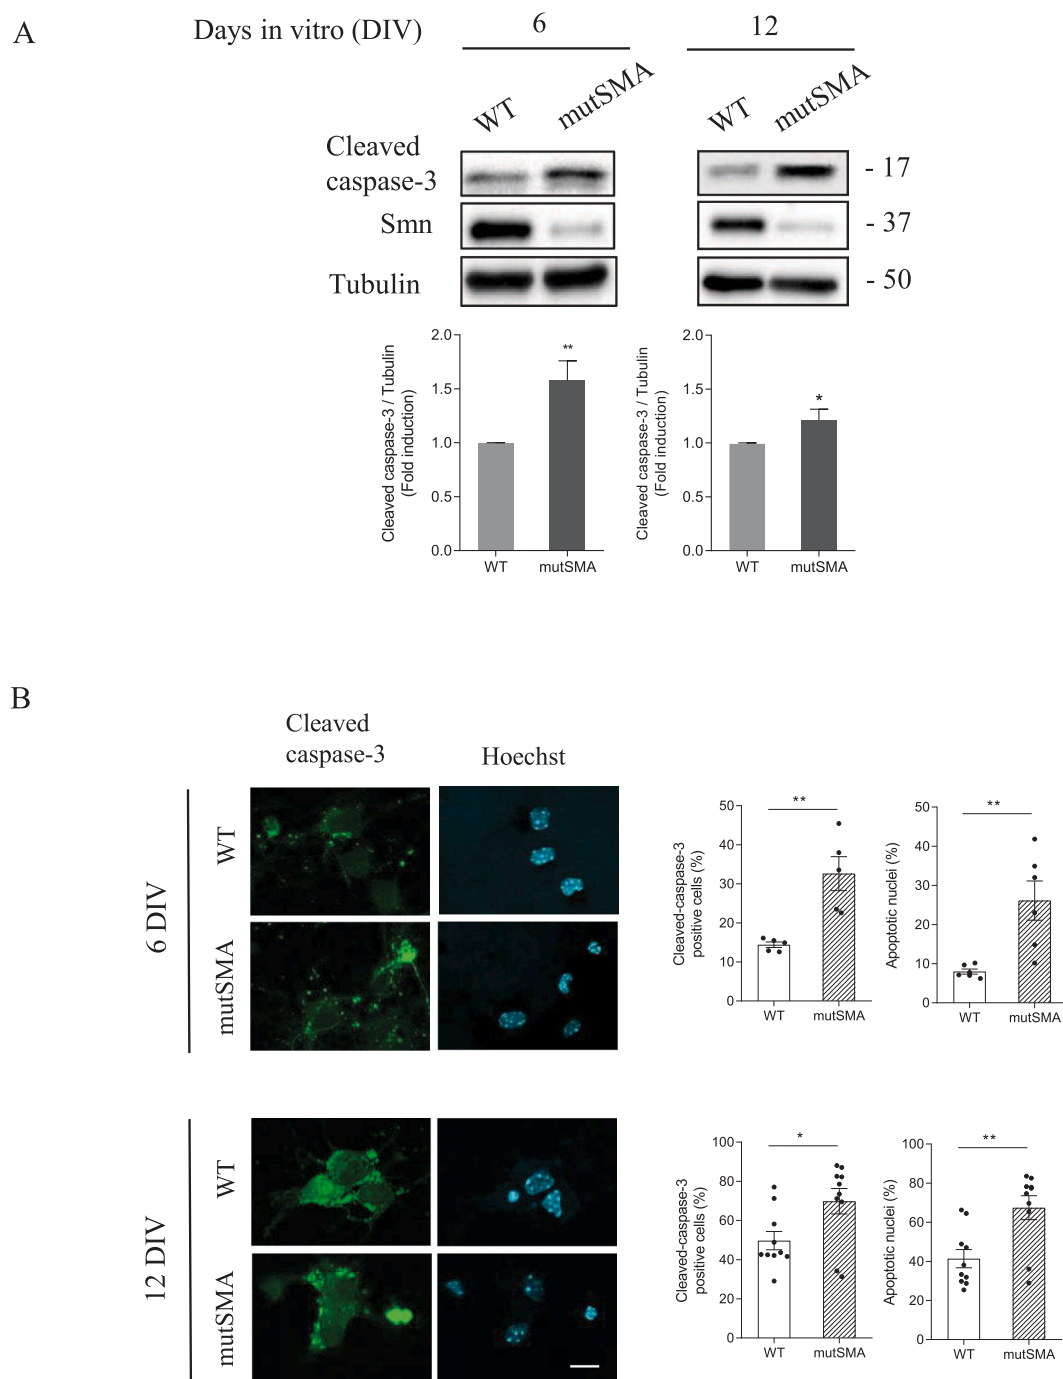 A
Days in vitro (DIV)
6
12
WT
mutSMA
WT
mutSMA
Cleaved
caspase-3
- 17
Smn
- 37
Tubulin
- 50
Cleaved caspase-3 / Tubulin
(Fold induction)
2.0
1.5
1.0
0.5
0.0
**
WT
mutSMA
Cleaved caspase-3 / Tubulin
(Fold induction)
2.0
1.5
1.0
0.5
0.0
*
WT
mutSMA
B
Cleaved
caspase-3
Hoechst
6 DIV
WT
mutSMA
Cleaved-caspase-3
positive cells (%)
50
40
30
20
10
0
**
WT
mutSMA
Apoptotic nuclei (%)
50
40
30
20
10
0
**
WT
mutSMA
12 DIV
WT
mutSMA
Cleaved-caspase-3
positive cells (%)
100
80
60
40
20
0
*
WT
mutSMA
Apoptotic nuclei (%)
100
80
60
40
20
0
**
WT
mutSMA